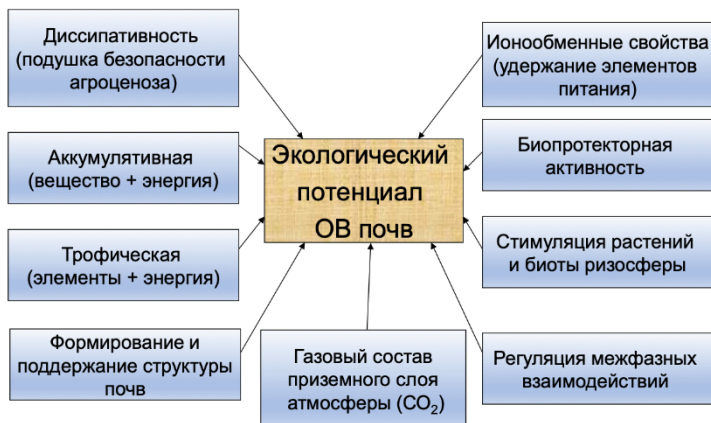 Диссипативность
(подушка безопасности
агроценоза)
Ионообменные свойства
(удержание элементов
питания)
Аккумулятивная
(вещество + энергия)
Экологический
потенциал
ОВ почв
Биопротекторная
активность
Трофическая
(элементы + энергия)
Стимуляция растений
и биоты ризосферы
Формирование и
поддержание структуры
почв
Газовый состав
приземного слоя
атмосферы (CO₂)
Регуляция межфазных
взаимодействий